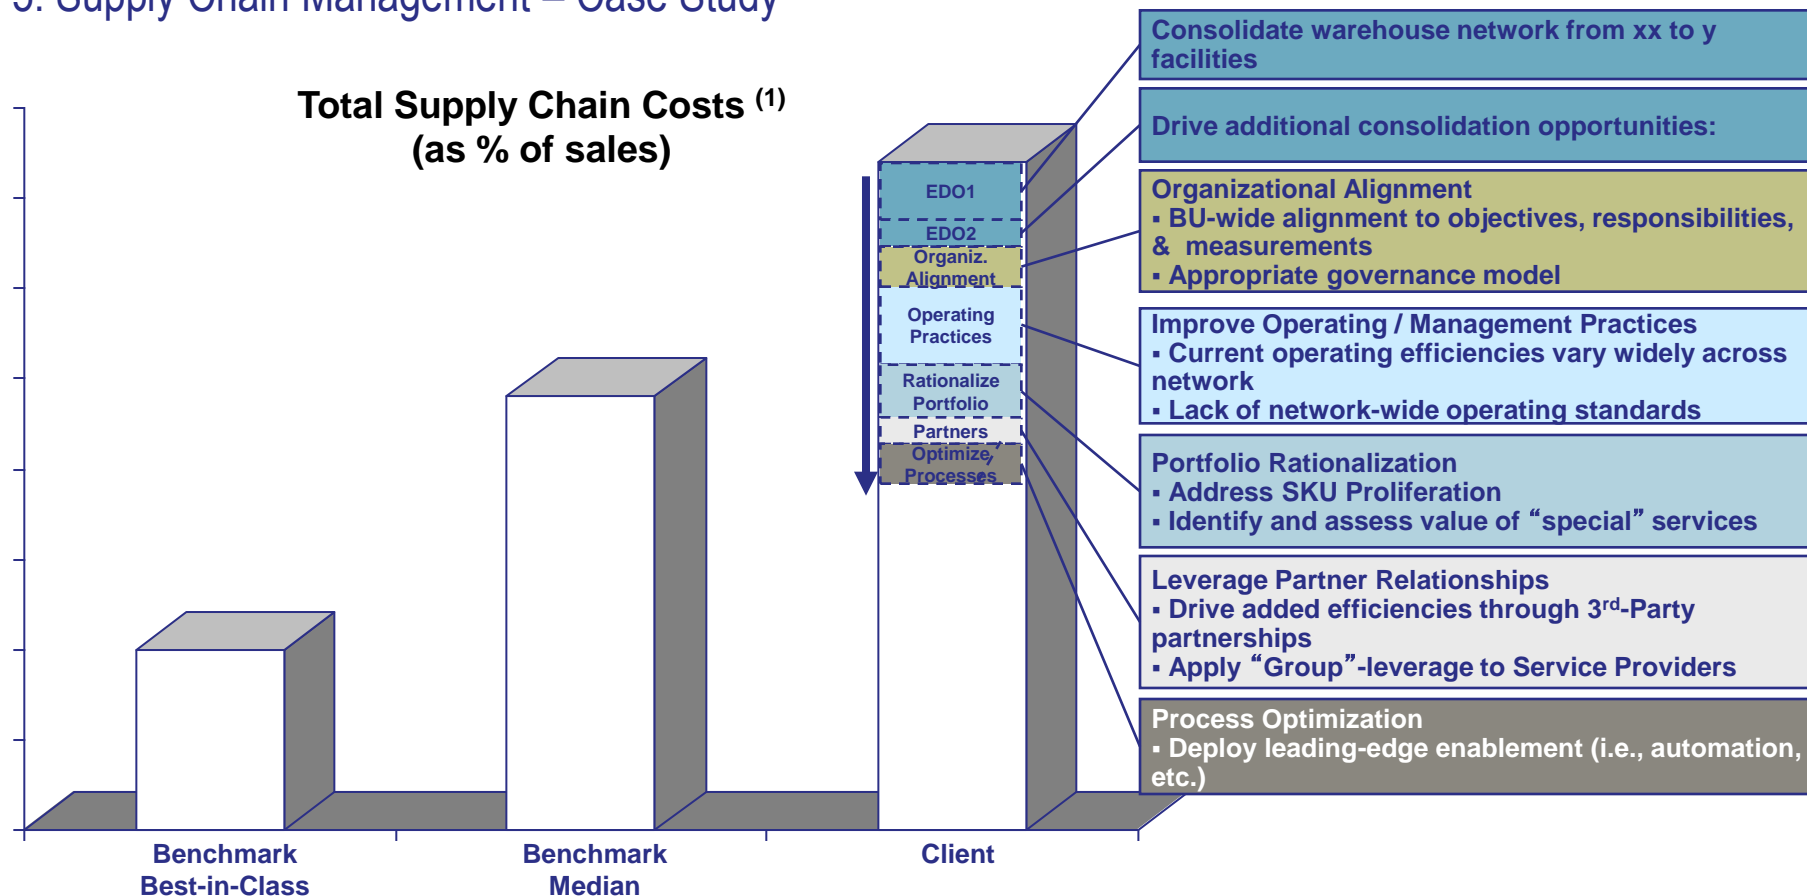 Supply Chain Management – Case Study
Total Supply Chain Costs (1)
(as % of sales)
EDO1
EDO2
Organiz.
Alignment
Operating
Practices
Rationalize
Portfolio
Partners
Optimize
Processes
Benchmark
Best-in-Class
Benchmark
Median
Client
Consolidate warehouse network from xx to y
facilities
Drive additional consolidation opportunities:
Organizational Alignment
▪ BU-wide alignment to objectives, responsibilities,
& measurements
▪ Appropriate governance model
Improve Operating / Management Practices
▪ Current operating efficiencies vary widely across
network
▪ Lack of network-wide operating standards
Portfolio Rationalization
▪ Address SKU Proliferation
▪ Identify and assess value of “special” services
Leverage Partner Relationships
▪ Drive added efficiencies through 3rd-Party
partnerships
▪ Apply “Group”-leverage to Service Providers
Process Optimization
▪ Deploy leading-edge enablement (i.e., automation,
etc.)